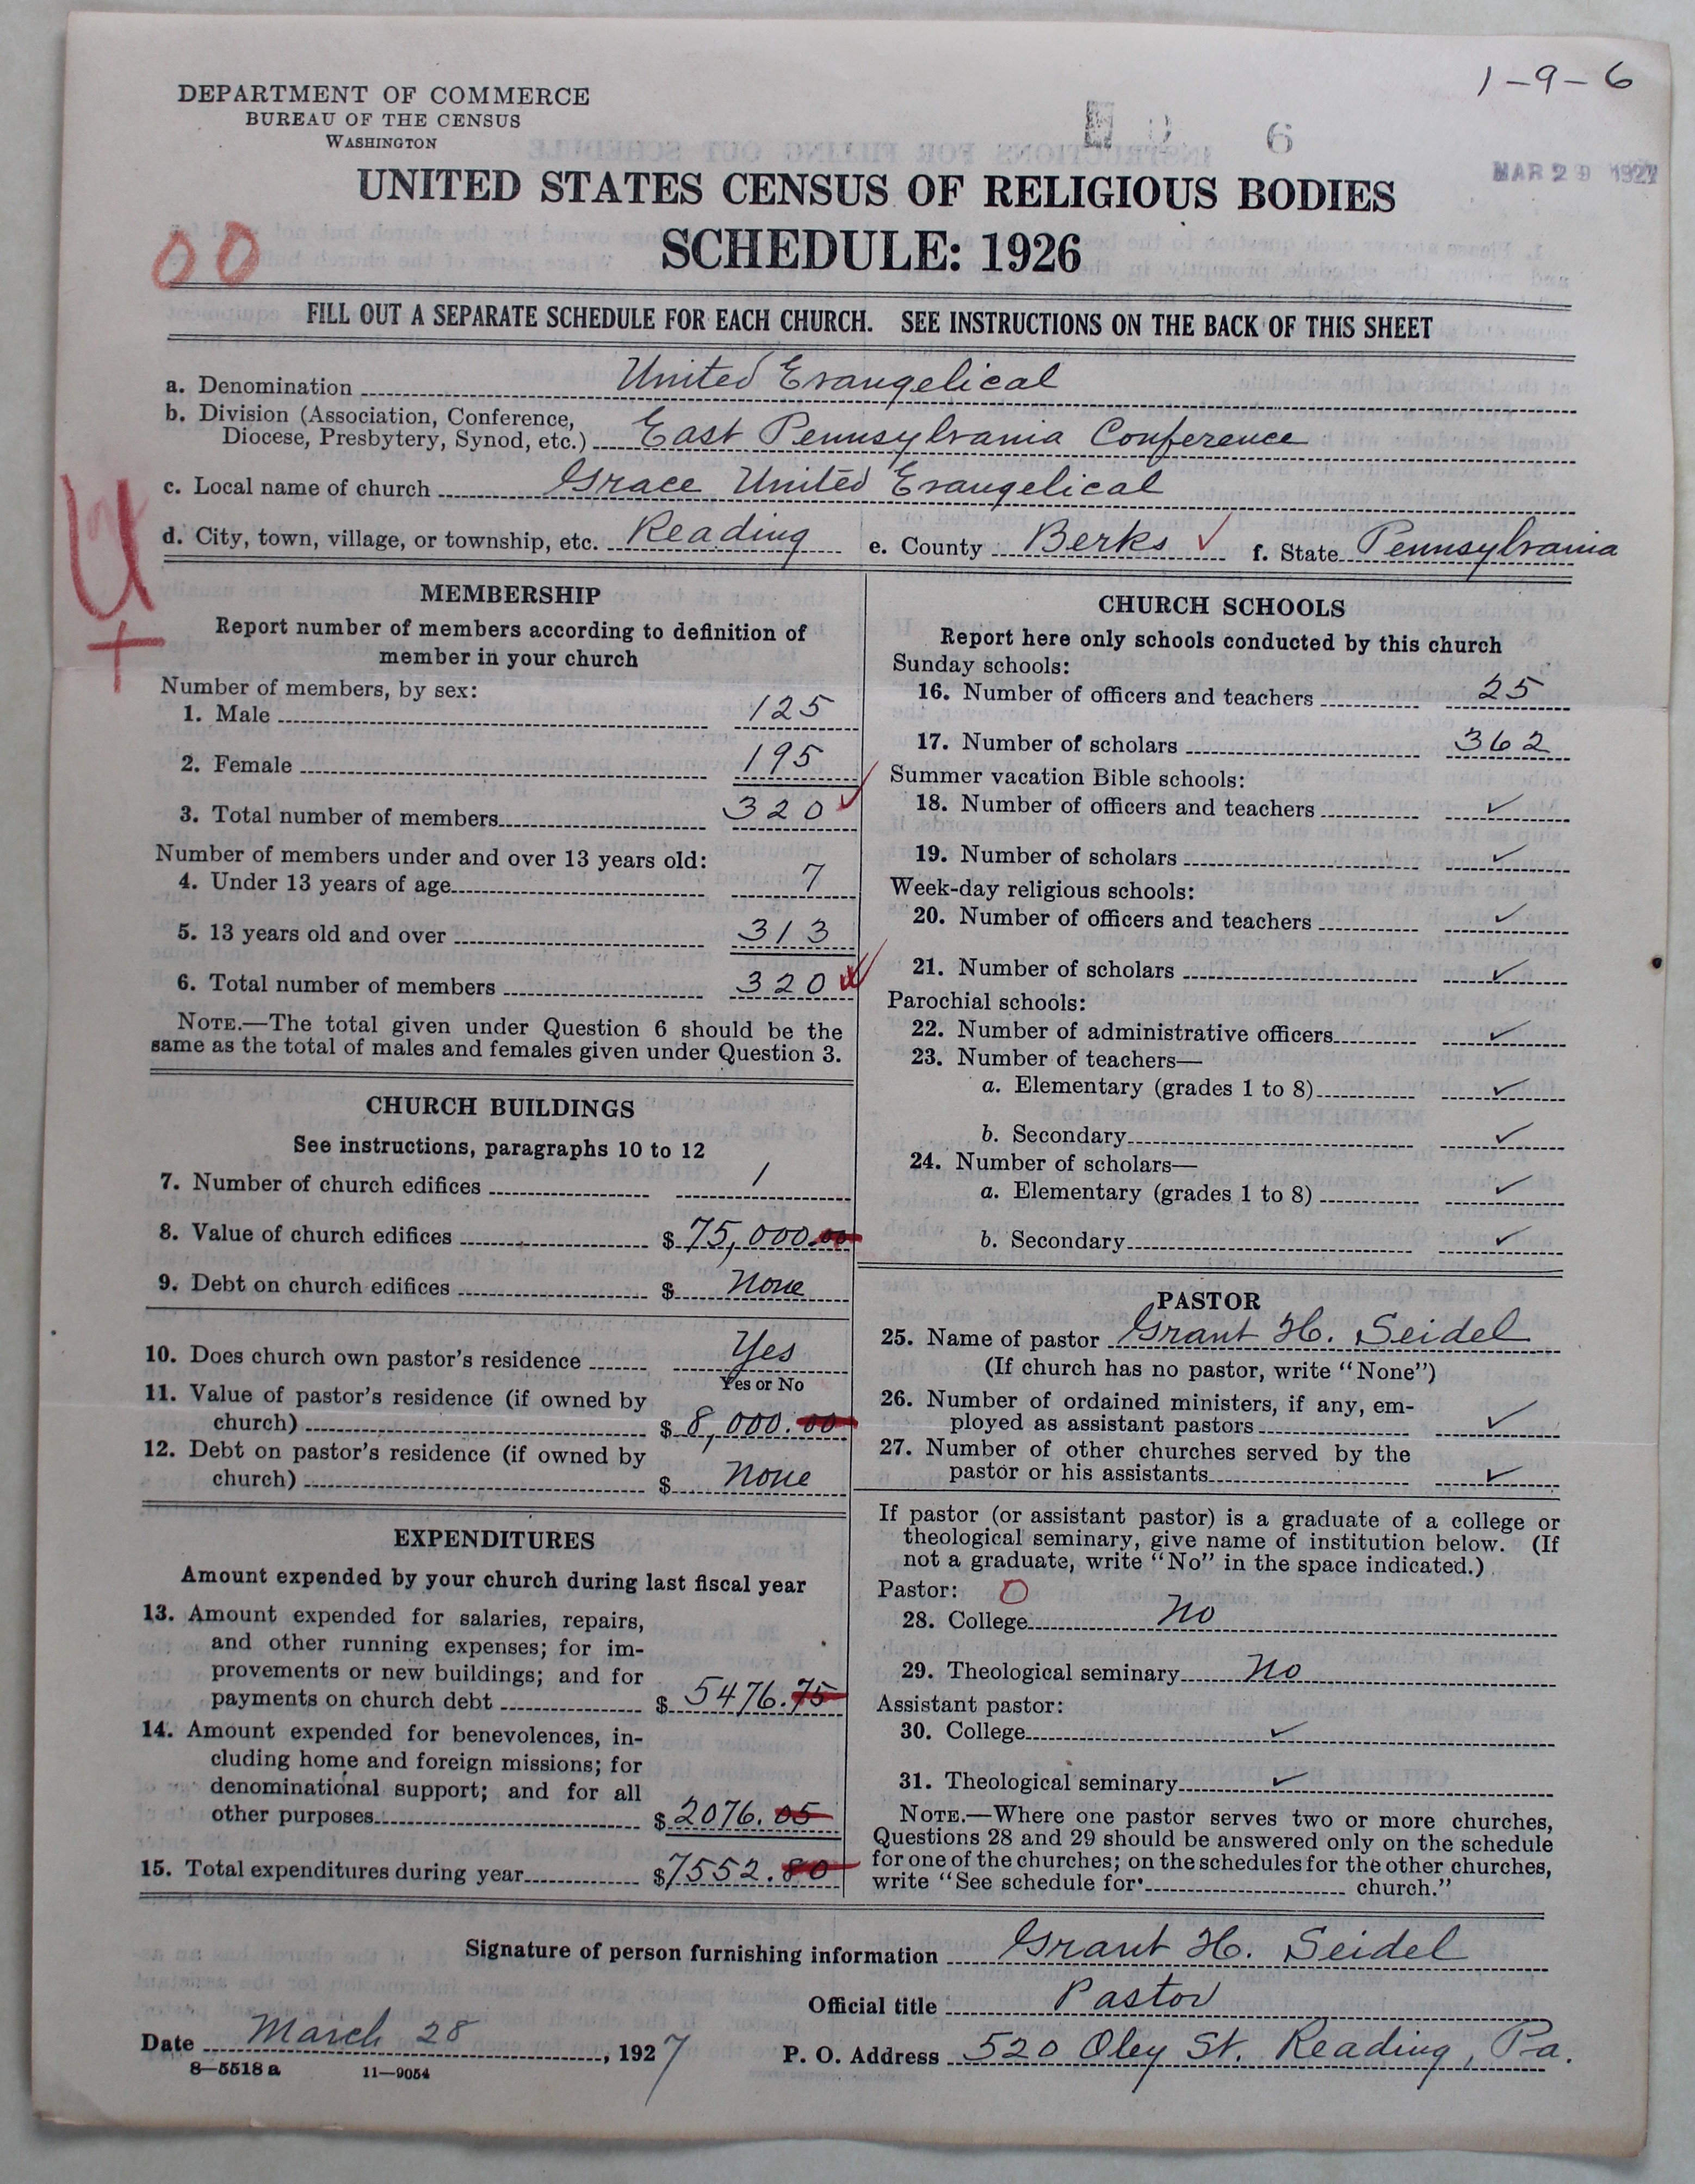 1-9-6
DEPARTMENT OF COMMERCE
BUREAU OF THE CENSUS
WASHINGTON
6
MAR 29 1927
UNITED STATES CENSUS OF RELIGIOUS BODIES
SCHEDULE: 1926
00
FILL OUT A SEPARATE SCHEDULE FOR EACH CHURCH. SEE INSTRUCTIONS ON THE BACK OF THIS SHEET
a. Denomination United Evangelical
b. Division (Association, Conference,
Diocese, Presbytery, Synod, etc.) East Pennsylvania Conference
c. Local name of church Grace United Evangelical
d. City, town, village, or township, etc. Reading e. County Berks ✓ f. State Pennsylvania
U
+
MEMBERSHIP
Report number of members according to definition of
member in your church
Number of members, by sex:
1. Male 125
2. Female 195
3. Total number of members 320 ✓
Number of members under and over 13 years old:
4. Under 13 years of age 7
5. 13 years old and over 313
6. Total number of members 320 ✓
NOTE.—The total given under Question 6 should be the
same as the total of males and females given under Question 3.
CHURCH BUILDINGS
See instructions, paragraphs 10 to 12
7. Number of church edifices 1
8. Value of church edifices $ 75,000.00
9. Debt on church edifices $ None
10. Does church own pastor's residence Yes
Yes or No
11. Value of pastor's residence (if owned by
church) $ 8,000.00
12. Debt on pastor's residence (if owned by
church) $ None
EXPENDITURES
Amount expended by your church during last fiscal year
13. Amount expended for salaries, repairs,
and other running expenses; for im-
provements or new buildings; and for
payments on church debt $ 5476.75
14. Amount expended for benevolences, in-
cluding home and foreign missions; for
denominational support; and for all
other purposes $ 2076.05
15. Total expenditures during year $ 7552.80
CHURCH SCHOOLS
Report here only schools conducted by this church
Sunday schools:
16. Number of officers and teachers 25
17. Number of scholars 362
Summer vacation Bible schools:
18. Number of officers and teachers ✓
19. Number of scholars ✓
Week-day religious schools:
20. Number of officers and teachers ✓
21. Number of scholars ✓
Parochial schools:
22. Number of administrative officers ✓
23. Number of teachers—
a. Elementary (grades 1 to 8) ✓
b. Secondary ✓
24. Number of scholars—
a. Elementary (grades 1 to 8) ✓
b. Secondary ✓
PASTOR
25. Name of pastor Grant H. Seidel
(If church has no pastor, write "None")
26. Number of ordained ministers, if any, em-
ployed as assistant pastors ✓
27. Number of other churches served by the
pastor or his assistants ✓
If pastor (or assistant pastor) is a graduate of a college or
theological seminary, give name of institution below. (If
not a graduate, write "No" in the space indicated.)
Pastor: 0
28. College No
29. Theological seminary No
Assistant pastor:
30. College ✓
31. Theological seminary ✓
NOTE.—Where one pastor serves two or more churches,
Questions 28 and 29 should be answered only on the schedule
for one of the churches; on the schedules for the other churches,
write "See schedule for church."
Signature of person furnishing information Grant H. Seidel
Official title Pastor
Date March 28, 1927 P. O. Address 520 Oley St. Reading, Pa.
8—5518a 11—9054